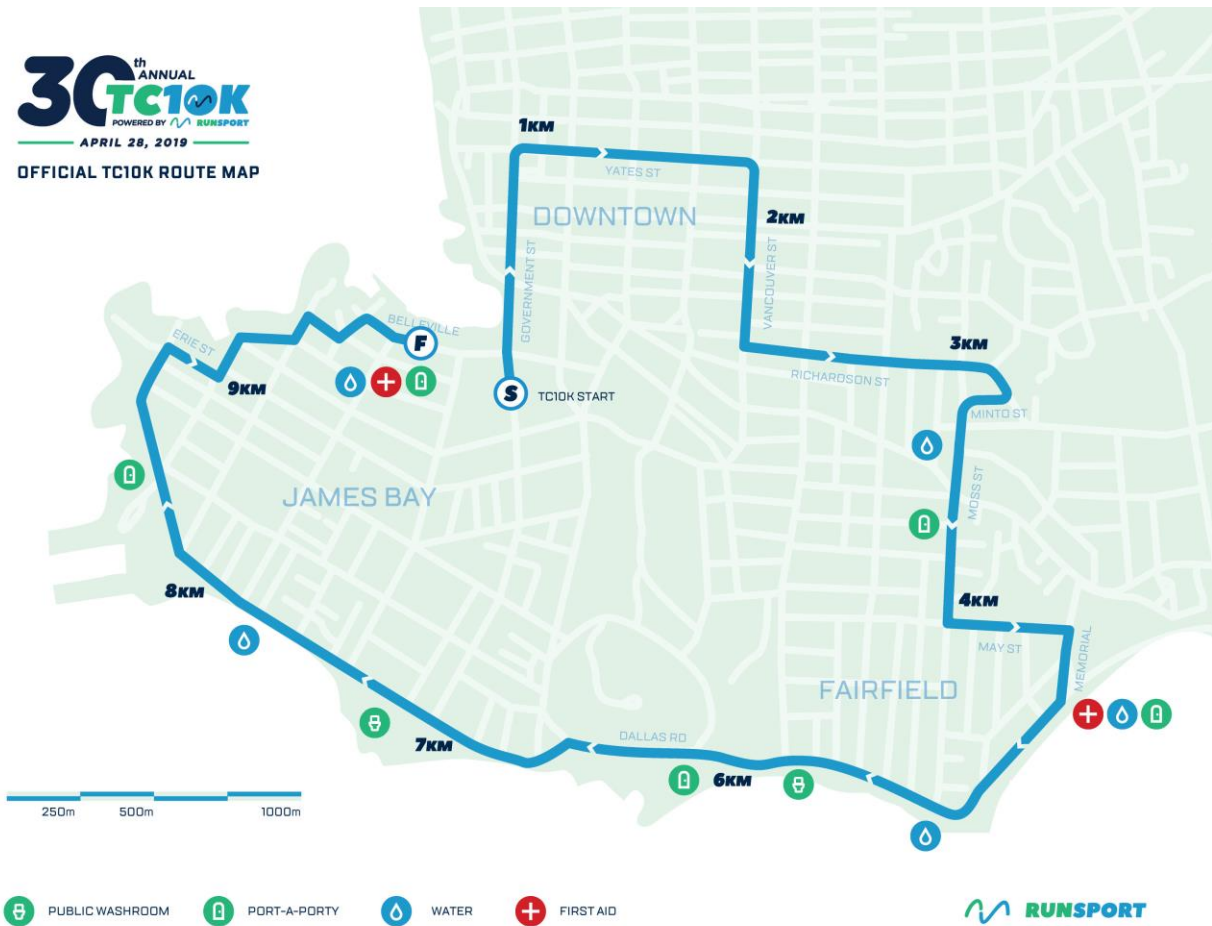 30th
ANNUAL
TC10K
POWERED BY RUNSPORT
APRIL 28, 2019
OFFICIAL TC10K ROUTE MAP
1KM
YATES ST
DOWNTOWN
2KM
GOVERNMENT ST
VANCOUVER ST
BELLEVILLE
ERIE ST
F
3KM
RICHARDSON ST
9KM
S TC10K START
MINTO ST
MOSS ST
JAMES BAY
8KM
4KM
MAY ST
MEMORIAL
FAIRFIELD
DALLAS RD
7KM
6KM
250m 500m 1000m
PUBLIC WASHROOM PORT-A-PORTY WATER FIRST AID
RUNSPORT